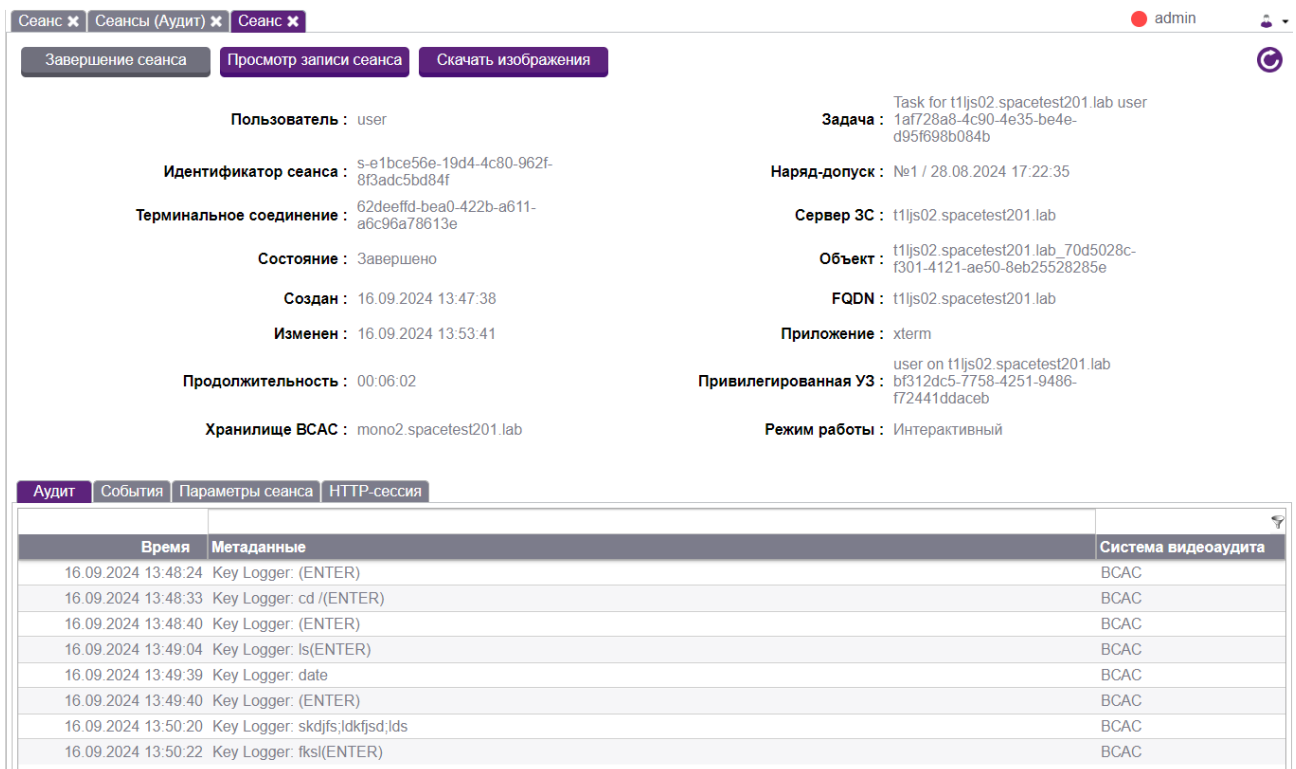 Сеанс Сеансы (Аудит) Сеанс admin
Завершение сеанса Просмотр записи сеанса Скачать изображения
Пользователь : user
Задача : Task for t1ljs02.spacetest201.lab user
1af728a8-4c90-4e35-be4e-
d95f698b084b
Идентификатор сеанса : s-e1bce56e-19d4-4c80-962f-
8f3adc5bd84f
Наряд-допуск : №1 / 28.08.2024 17:22:35
Терминальное соединение : 62deeffd-bea0-422b-a611-
a6c96a78613e
Сервер ЗС : t1ljs02.spacetest201.lab
Состояние : Завершено
Объект : t1ljs02.spacetest201.lab_70d5028c-
f301-4121-ae50-8eb25528285e
Создан : 16.09.2024 13:47:38
FQDN : t1ljs02.spacetest201.lab
Изменен : 16.09.2024 13:53:41
Приложение : xterm
Продолжительность : 00:06:02
Привилегированная УЗ : user on t1ljs02.spacetest201.lab
bf312dc5-7758-4251-9486-
f72441ddaceb
Хранилище ВСАС : mono2.spacetest201.lab
Режим работы : Интерактивный
Аудит События Параметры сеанса HTTP-сессия
Время Метаданные Система видеоаудита
16.09.2024 13:48:24 Key Logger: (ENTER) ВСАС
16.09.2024 13:48:33 Key Logger: cd /(ENTER) ВСАС
16.09.2024 13:48:40 Key Logger: (ENTER) ВСАС
16.09.2024 13:49:04 Key Logger: ls(ENTER) ВСАС
16.09.2024 13:49:39 Key Logger: date ВСАС
16.09.2024 13:49:40 Key Logger: (ENTER) ВСАС
16.09.2024 13:50:20 Key Logger: skdjfs;ldkfjsd;lds ВСАС
16.09.2024 13:50:22 Key Logger: fksl(ENTER) ВСАС